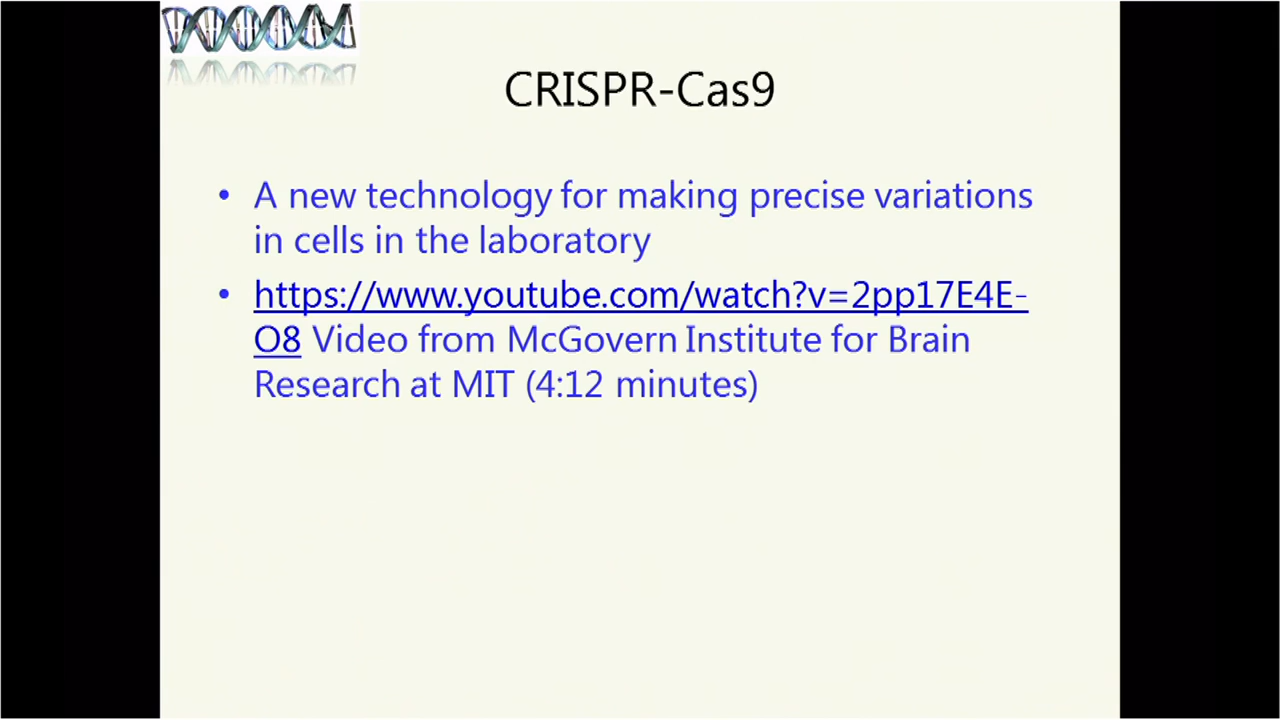 CRISPR-Cas9
• A new technology for making precise variations
in cells in the laboratory
• https://www.youtube.com/watch?v=2pp17E4E-
O8 Video from McGovern Institute for Brain
Research at MIT (4:12 minutes)